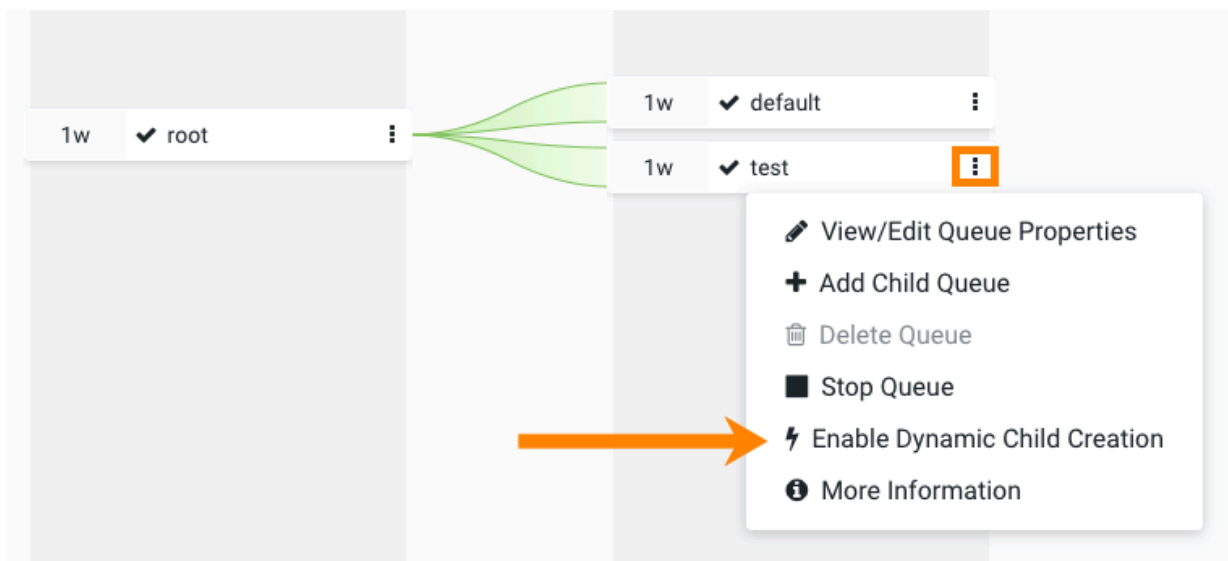 1w default
1w root
1w test
View/Edit Queue Properties
Add Child Queue
Delete Queue
Stop Queue
Enable Dynamic Child Creation
More Information